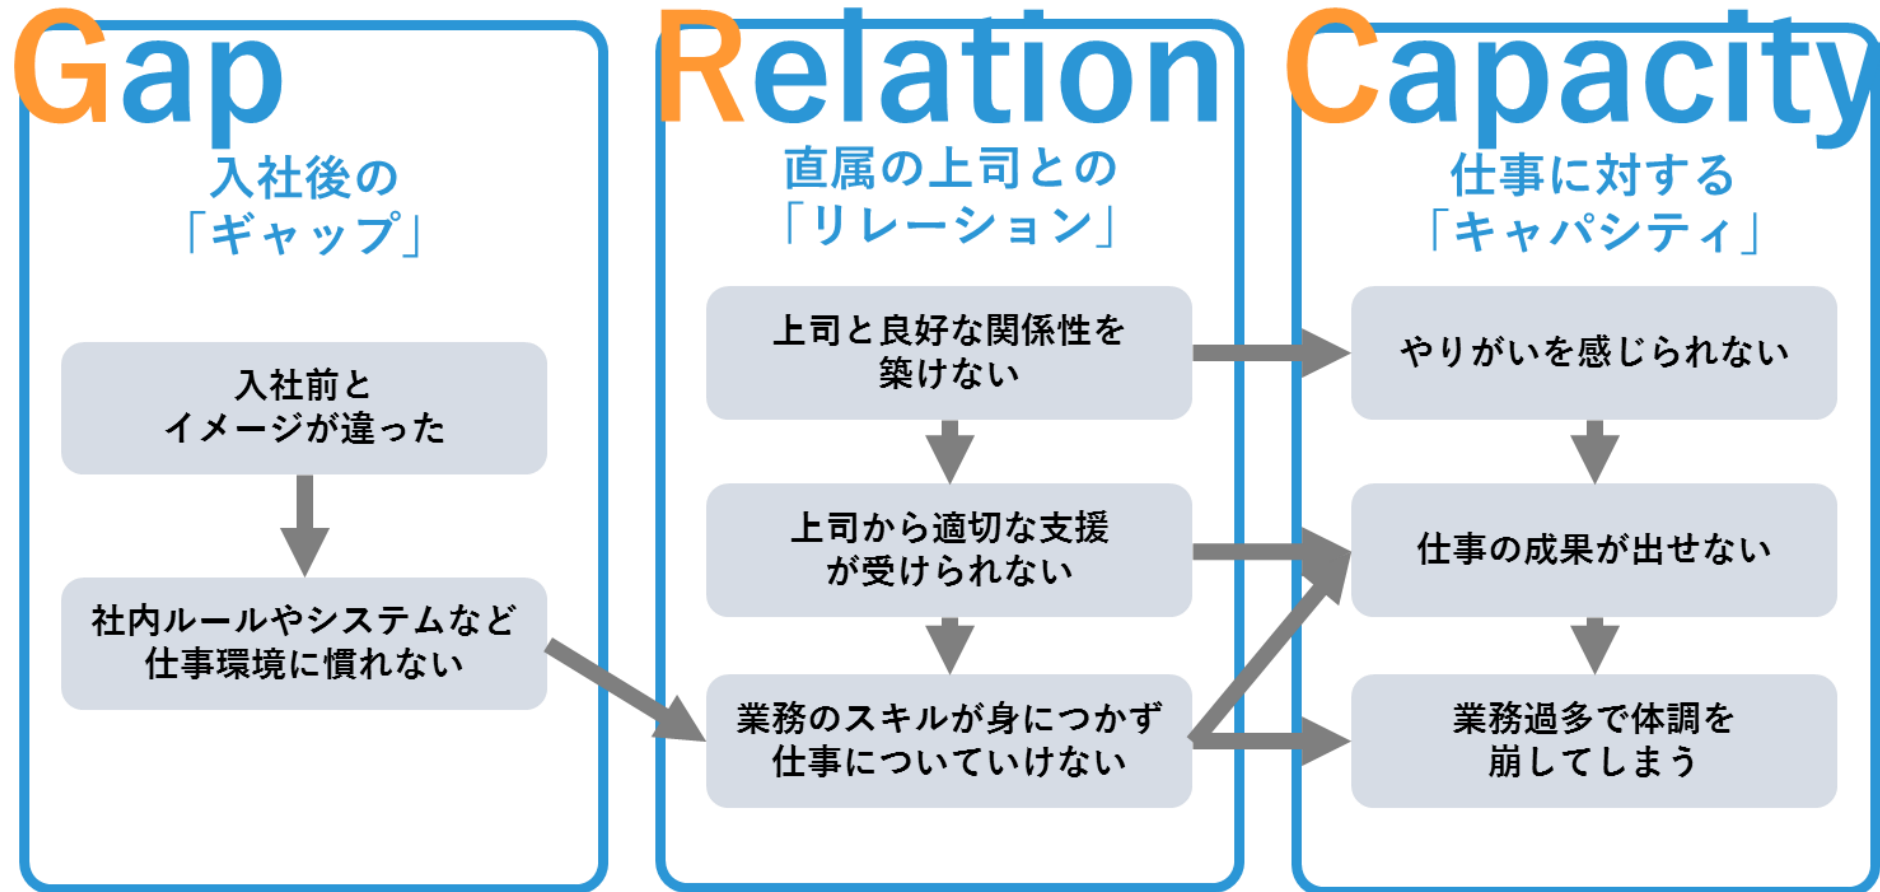 Gap
入社後の
「ギャップ」
入社前と
イメージが違った
社内ルールやシステムなど
仕事環境に慣れない
Relation
直属の上司との
「リレーション」
上司と良好な関係性を
築けない
上司から適切な支援
が受けられない
業務のスキルが身につかず
仕事についていけない
Capacity
仕事に対する
「キャパシティ」
やりがいを感じられない
仕事の成果が出せない
業務過多で体調を
崩してしまう